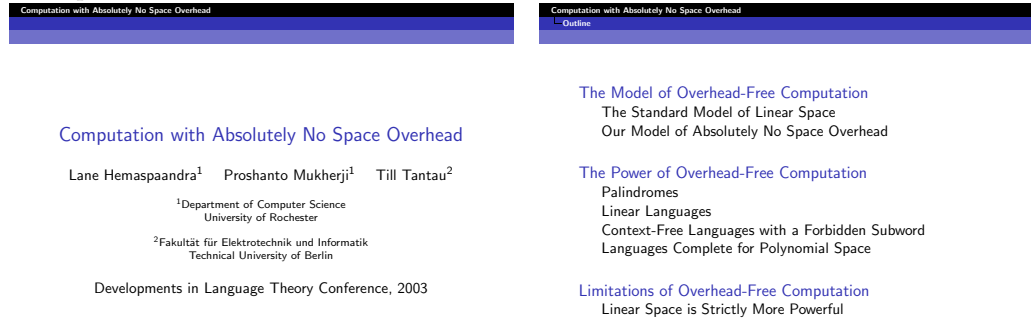 Computation with Absolutely No Space Overhead
Computation with Absolutely No Space Overhead
Lane Hemaspaandra1 Proshanto Mukherji1 Till Tantau2
1Department of Computer Science
University of Rochester
2Fakultät für Elektrotechnik und Informatik
Technical University of Berlin
Developments in Language Theory Conference, 2003
Computation with Absolutely No Space Overhead
Outline
The Model of Overhead-Free Computation
The Standard Model of Linear Space
Our Model of Absolutely No Space Overhead
The Power of Overhead-Free Computation
Palindromes
Linear Languages
Context-Free Languages with a Forbidden Subword
Languages Complete for Polynomial Space
Limitations of Overhead-Free Computation
Linear Space is Strictly More Powerful